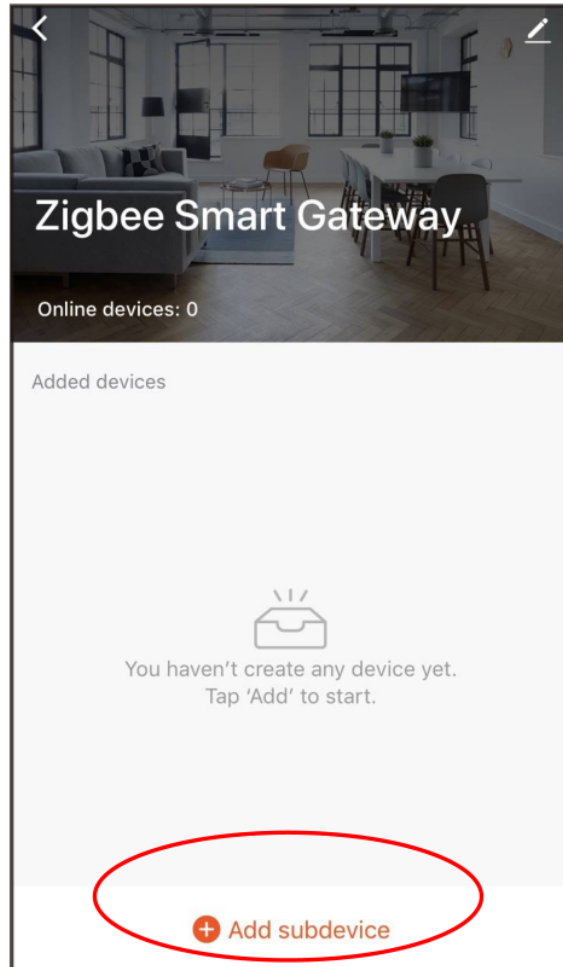 Zigbee Smart Gateway
Online devices: 0
Added devices
You haven't create any device yet.
Tap 'Add' to start.
Add subdevice